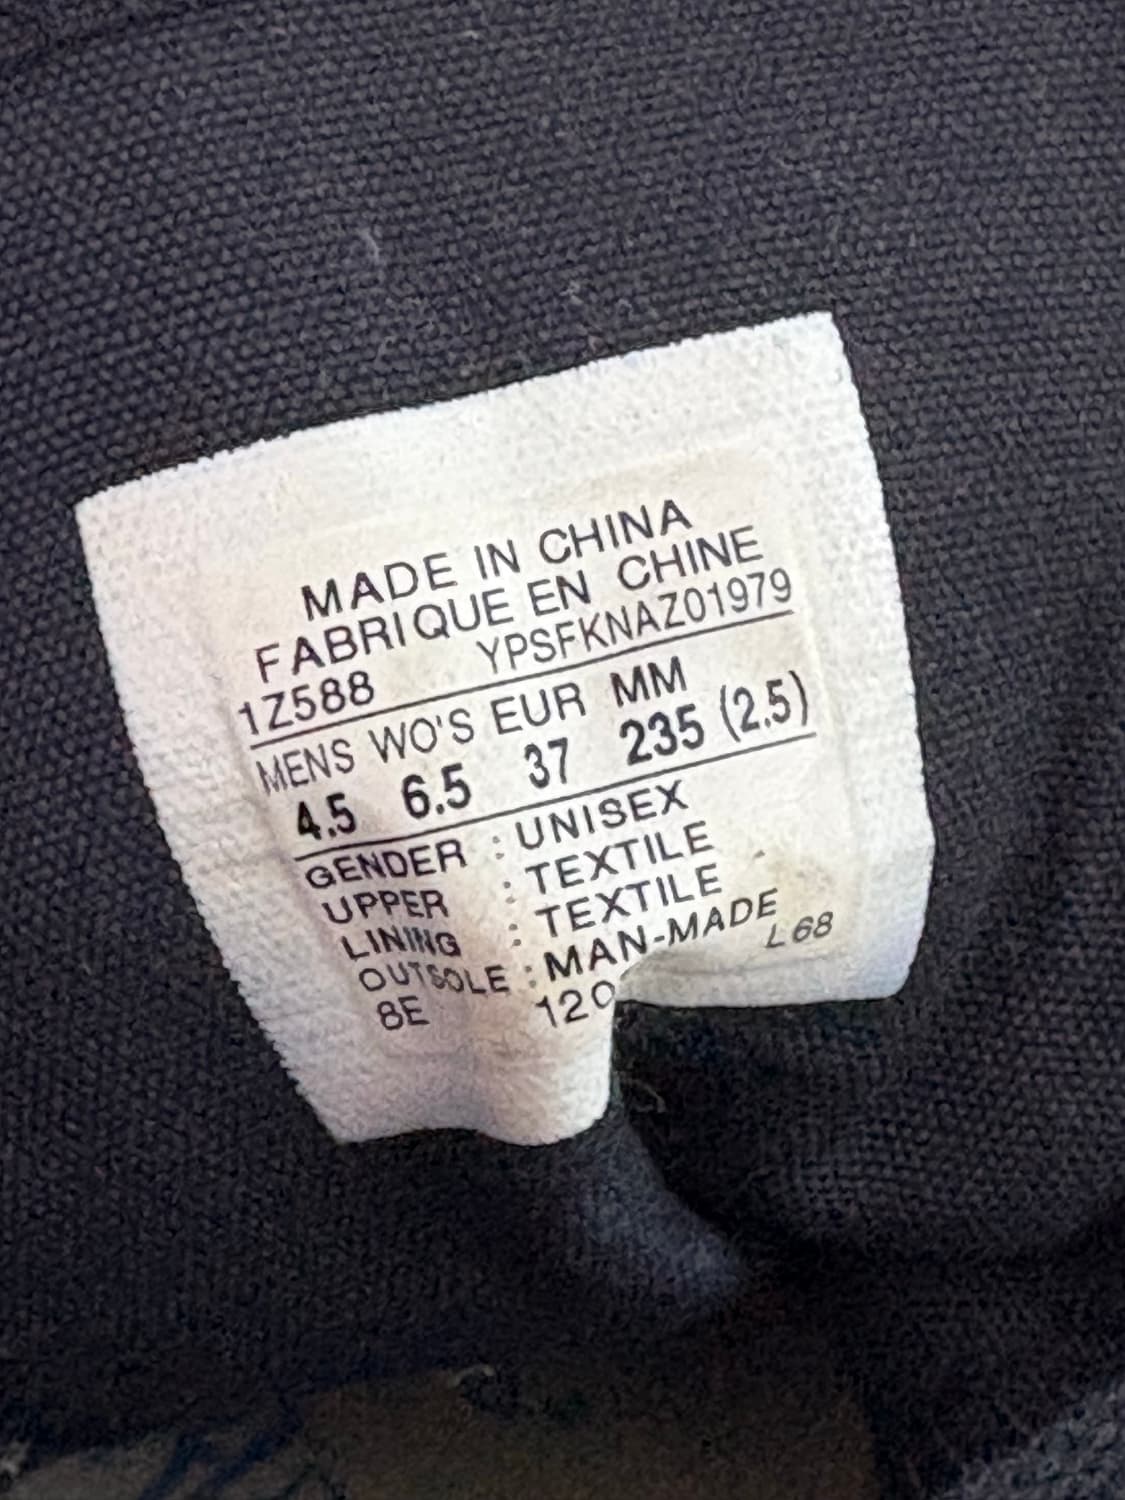 MADE IN CHINA
FABRIQUE EN CHINE
1Z588 YPSFKNAZ01979
MENS WO'S EUR MM
4.5 6.5 37 235 (2.5)
GENDER : UNISEX
UPPER : TEXTILE
LINING : TEXTILE
OUTSOLE : MAN-MADE
8E 120 L68